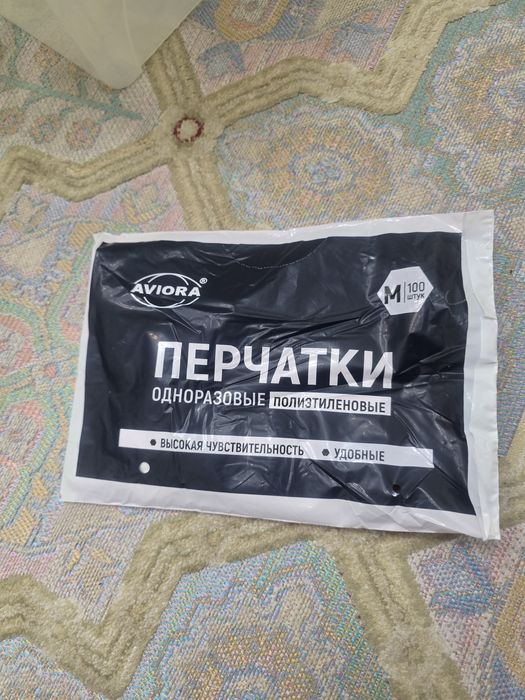 AVIORA®
M 100 ШТУК
ПЕРЧАТКИ
ОДНОРАЗОВЫЕ ПОЛИЭТИЛЕНОВЫЕ
ВЫСОКАЯ ЧУВСТВИТЕЛЬНОСТЬ УДОБНЫЕ